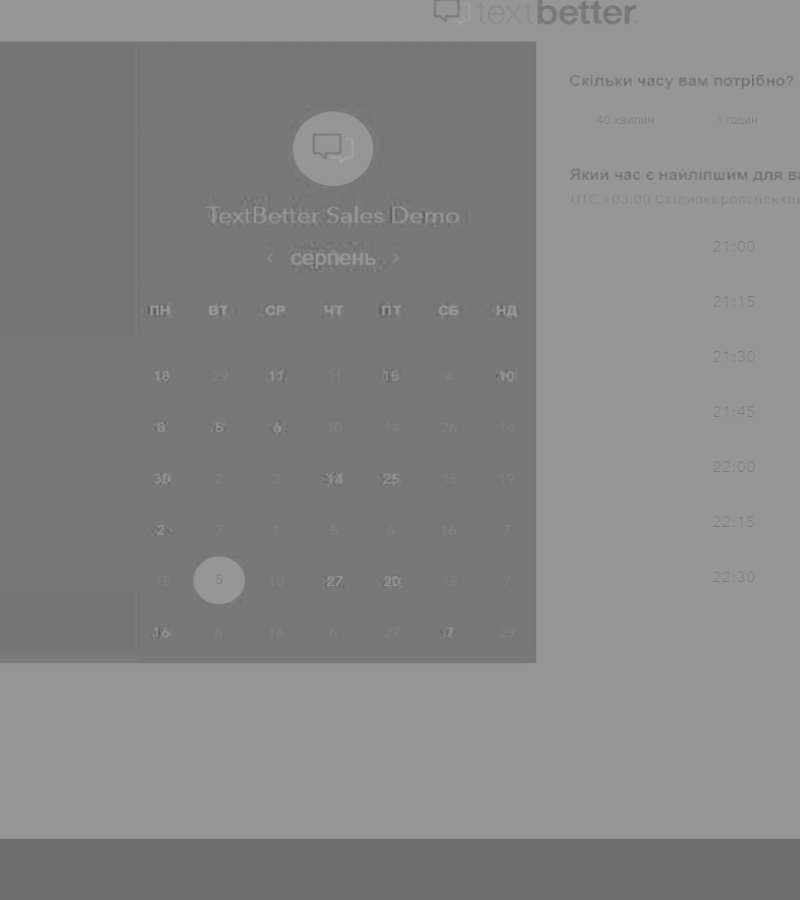 textbetter.
TextBetter Sales Demo
‹ серпень ›
ПН ВТ СР ЧТ ПТ СБ НД
18 29 11 11 15 4 10
8 5 6 30 14 26 14
30 2 3 14 25 15 19
2 7 1 5 6 16 7
15 5 18 27 20 15 7
16 6 16 6 27 7 29
Скільки часу вам потрібно?
40 хвилин 1 годин
Який час є найліпшим для ва
UTC +03:00 Східноєвропейськи
21:00
21:15
21:30
21:45
22:00
22:15
22:30